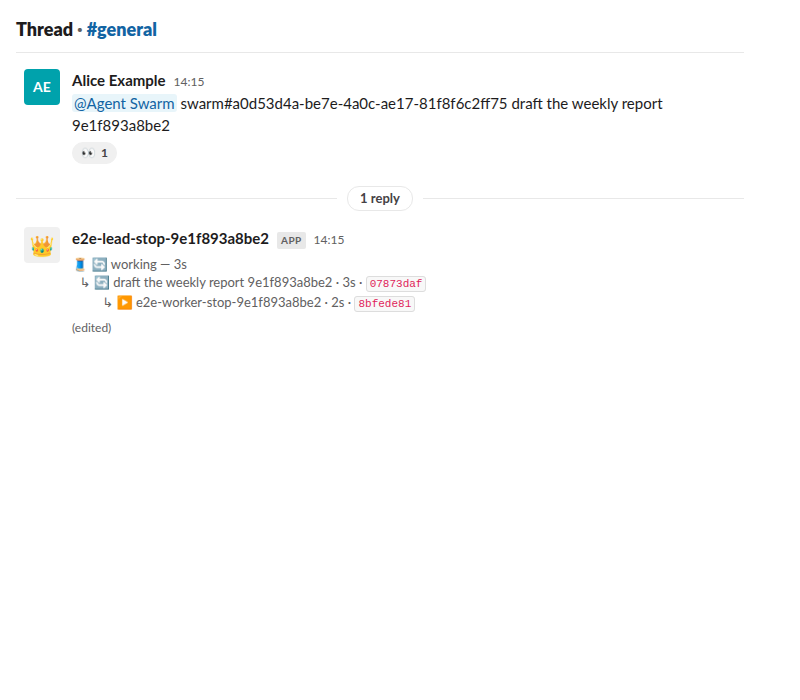 Thread • #general
AE
Alice Example 14:15
@Agent Swarm swarm#a0d53d4a-be7e-4a0c-ae17-81f8f6c2ff75 draft the weekly report
9e1f893a8be2
👀 1
1 reply
e2e-lead-stop-9e1f893a8be2 APP 14:15
🧵 🔄 working — 3s
↳ 🔄 draft the weekly report 9e1f893a8be2 · 3s · 07873daf
↳ ▶️ e2e-worker-stop-9e1f893a8be2 · 2s · 8bfede81
(edited)